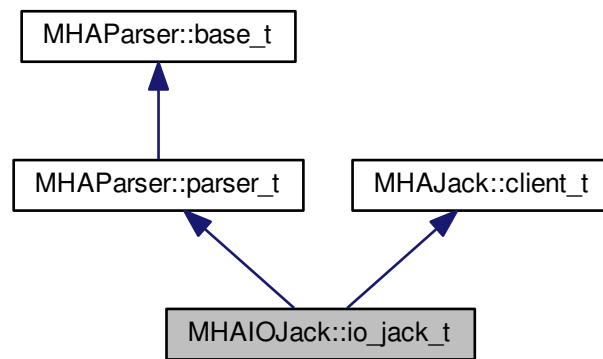 MHAParser::base_t
MHAParser::parser_t
MHAJack::client_t
MHAIOJack::io_jack_t